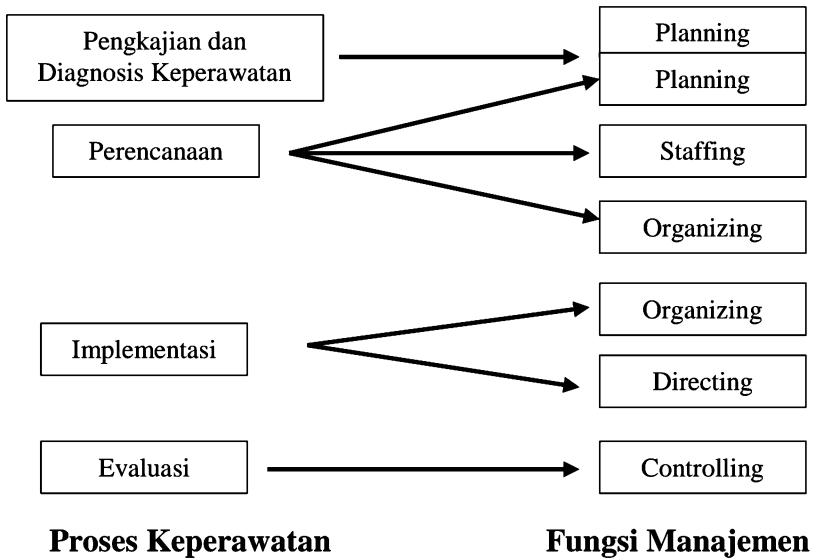 Pengkajian dan
Diagnosis Keperawatan
Planning
Planning
Perencanaan
Staffing
Organizing
Organizing
Implementasi
Directing
Evaluasi
Controlling
Proses Keperawatan
Fungsi Manajemen